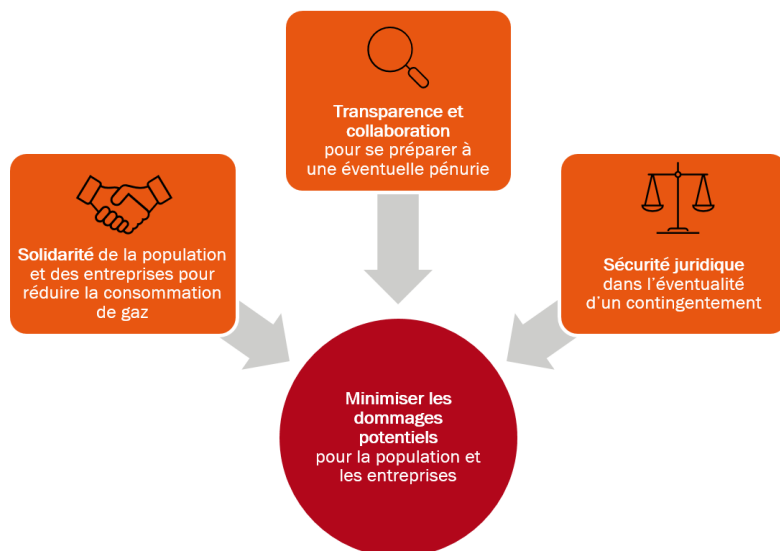 Transparence et
collaboration
pour se préparer à
une éventuelle pénurie
Solidarité de la population
et des entreprises pour
réduire la consommation
de gaz
Sécurité juridique
dans l'éventualité
d'un contingentement
Minimiser les
dommages
potentiels
pour la population et
les entreprises